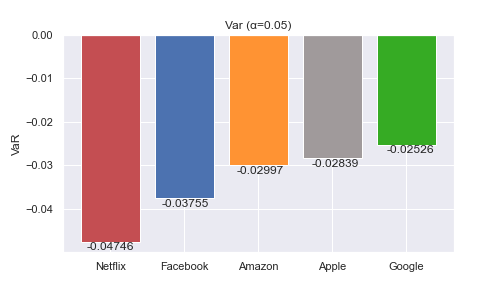 Var (α=0.05)
VaR
0.00
−0.01
−0.02
−0.03
−0.04
-0.04746
-0.03755
-0.02997
-0.02839
-0.02526
Netflix
Facebook
Amazon
Apple
Google